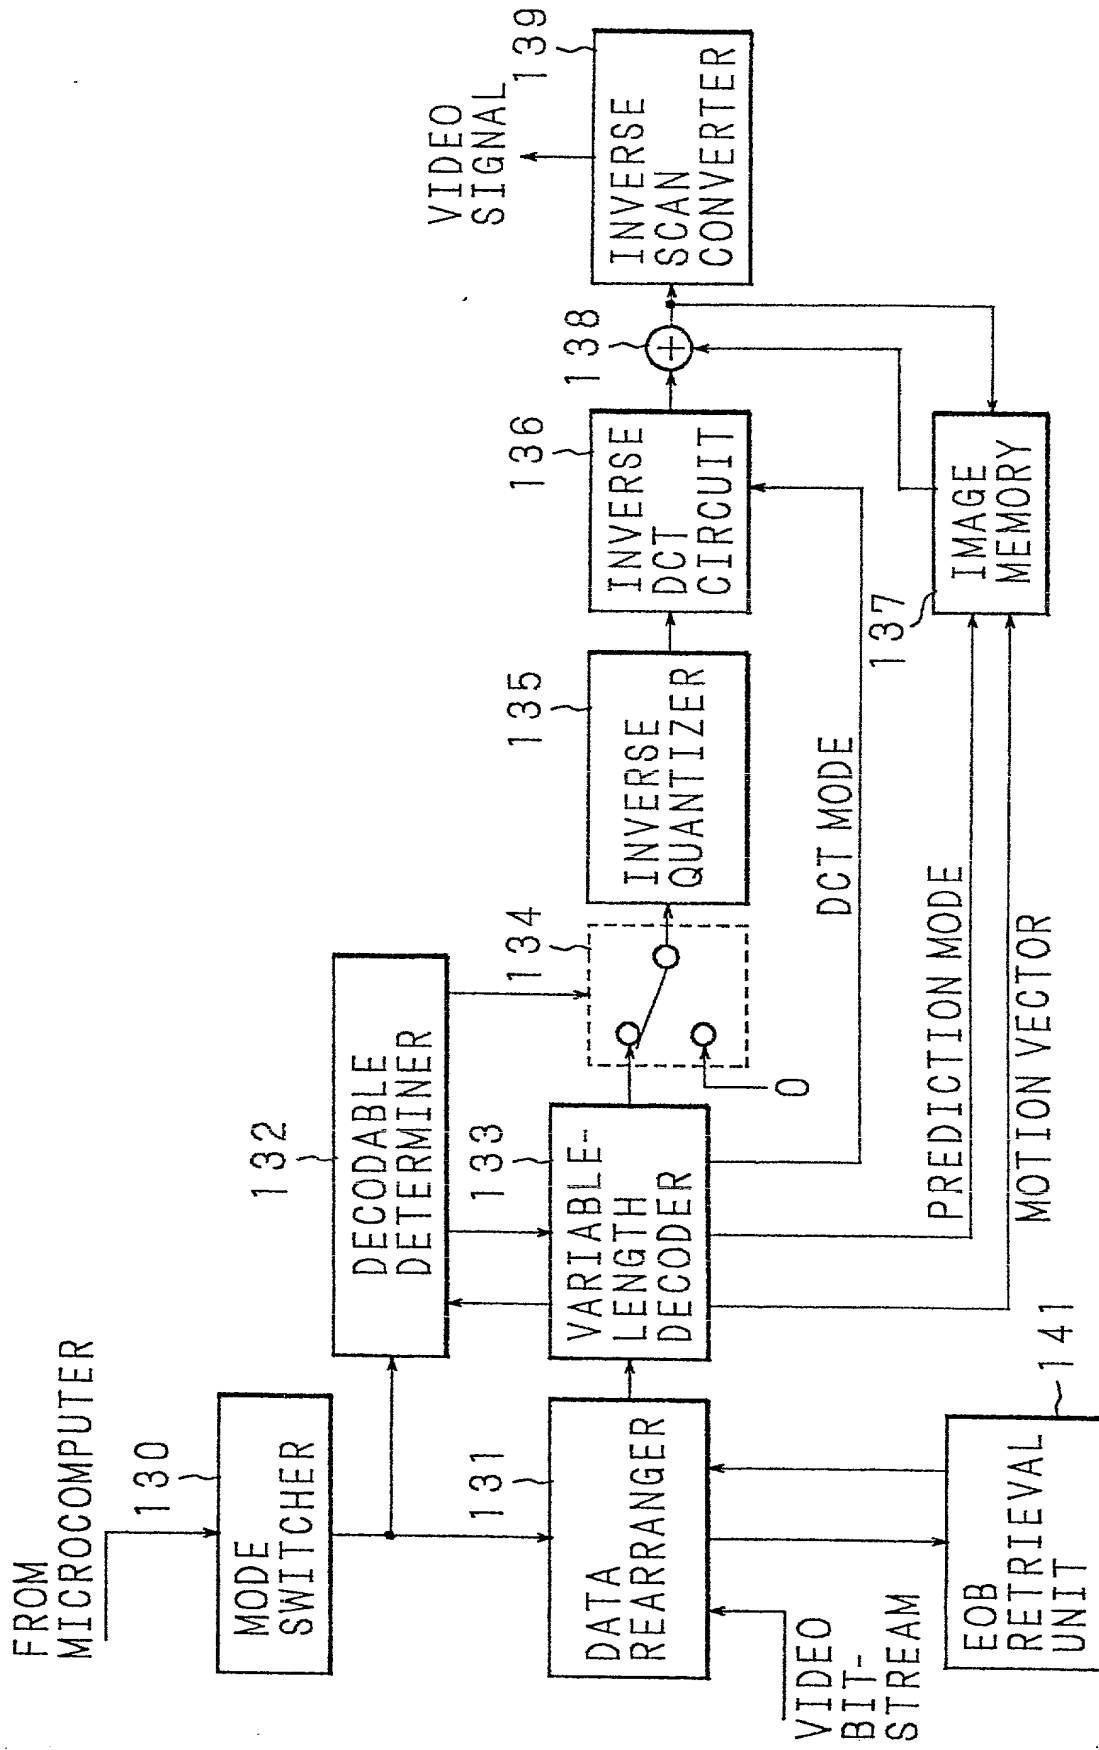 FROM
MICROCOMPUTER
130
MODE
SWITCHER
132
DECODABLE
DETERMINER
131
DATA
REARRANGER
VIDEO
BIT-
STREAM
133
VARIABLE-
LENGTH
DECODER
134
0
135
INVERSE
QUANTIZER
136
INVERSE
DCT
CIRCUIT
138
139
INVERSE
SCAN
CONVERTER
VIDEO
SIGNAL
DCT MODE
PREDICTION MODE
MOTION VECTOR
137
IMAGE
MEMORY
141
EOB
RETRIEVAL
UNIT